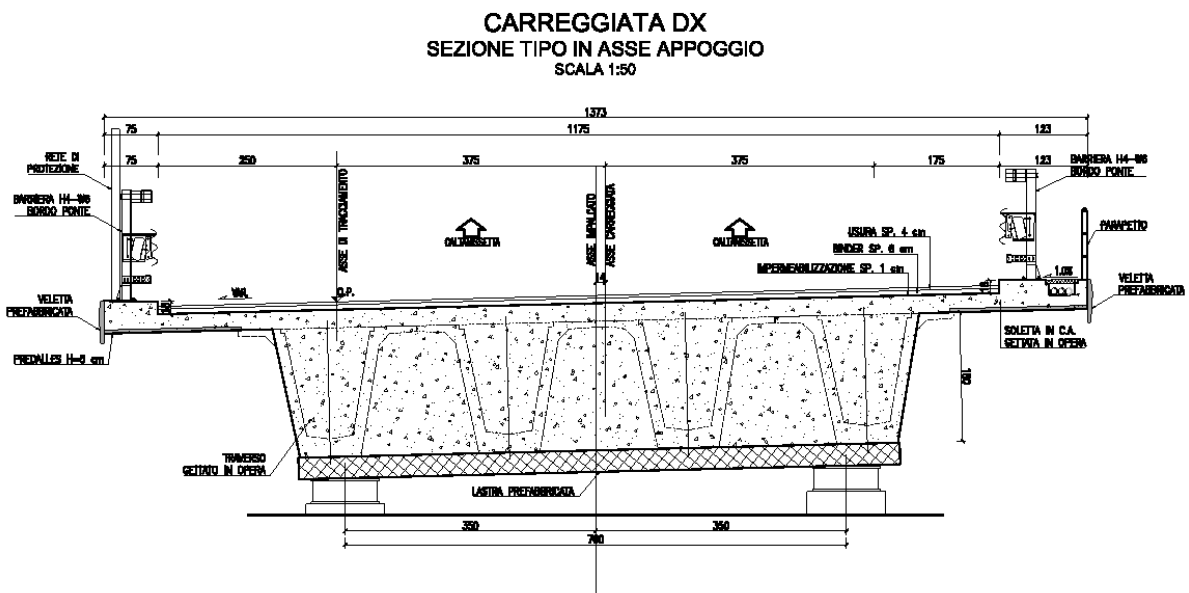 CARREGGIATA DX
SEZIONE TIPO IN ASSE APPOGGIO
SCALA 1:50
1373
75
1175
123
75
250
375
375
175
123
RETE DI
PROTEZIONE
BARRIERA H4-W6
BORDO PONTE
BARRIERA H4-W6
BORDO PONTE
ASSE DI TRACCIAMENTO
ASSE IMPALCATO
ASSE CARREGGIATA
CALTANISSETTA
CALTANISSETTA
PARAPETTO
USURA SP. 4 cm
BINDER SP. 6 cm
IMPERMEABILIZZAZIONE SP. 1 cm
1.0%
VELETTA
PREFABBRICATA
VAR.
Q.P.
14
VELETTA
PREFABBRICATA
PREDALLES H=6 cm
SOLETTA IN C.A.
GETTATA IN OPERA
180
TRAVERSO
GETTATO IN OPERA
LASTRA PREFABBRICATA
350
350
700